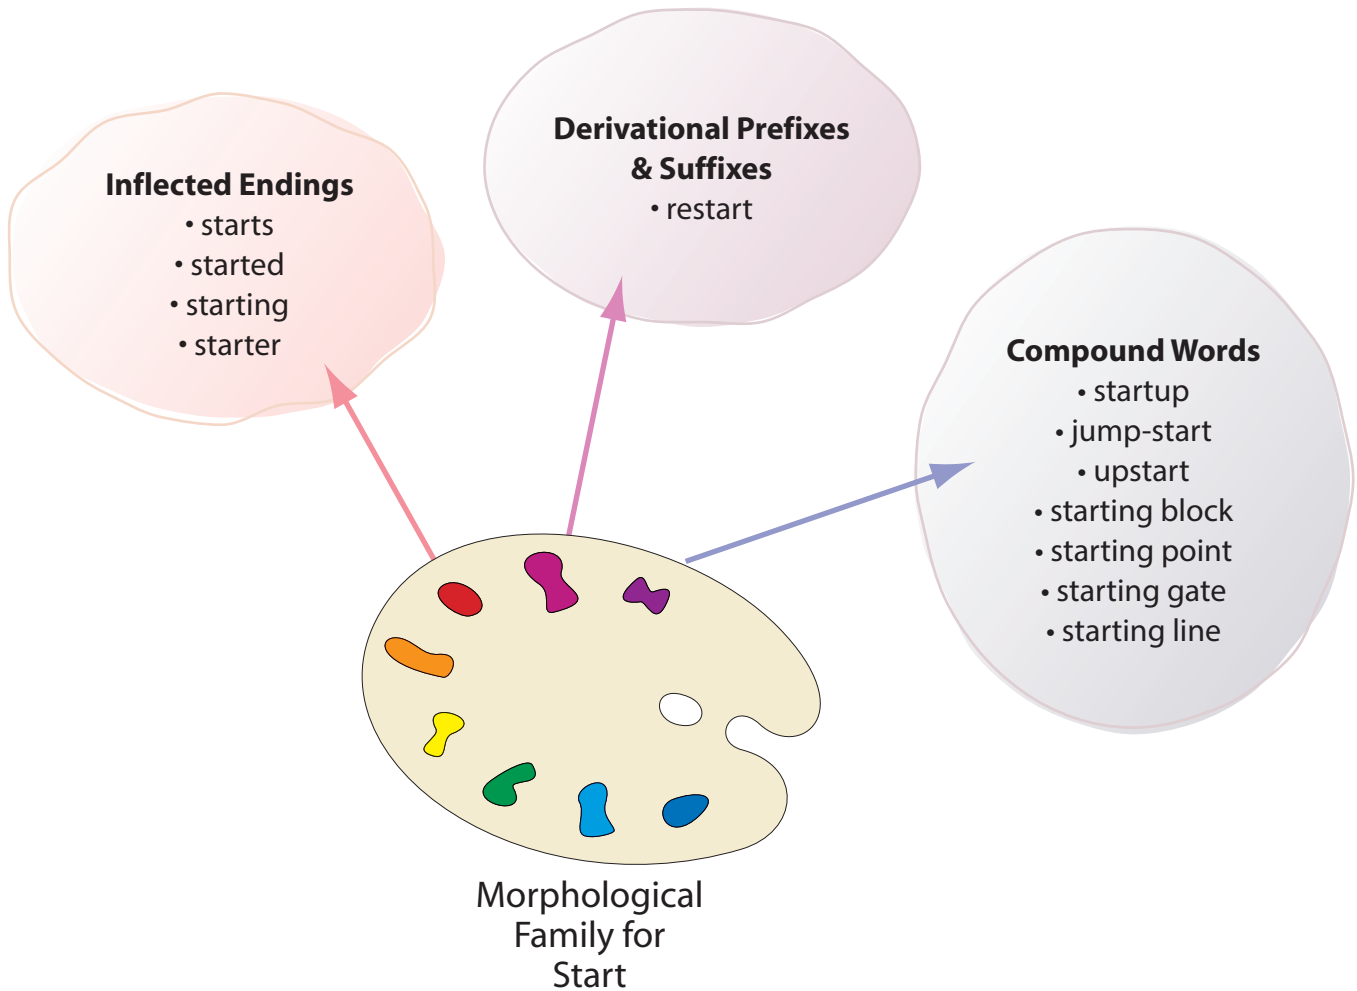 Inflected Endings
• starts
• started
• starting
• starter
Derivational Prefixes
& Suffixes
• restart
Compound Words
• startup
• jump-start
• upstart
• starting block
• starting point
• starting gate
• starting line
Morphological
Family for
Start